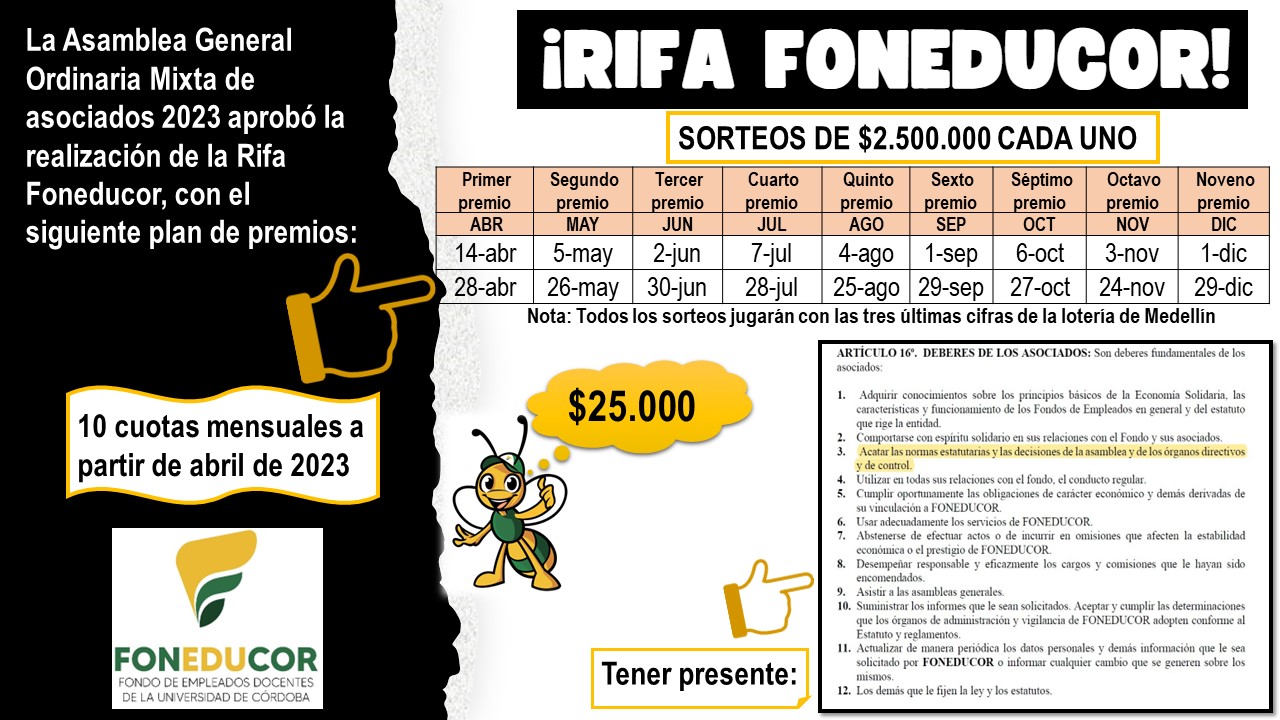 La Asamblea General
Ordinaria Mixta de
asociados 2023 aprobó la
realización de la Rifa
Foneducor, con el
siguiente plan de premios:
¡RIFA FONEDUCOR!
SORTEOS DE $2.500.000 CADA UNO
Primer premio Segundo premio Tercer premio Cuarto premio Quinto premio Sexto premio Séptimo premio Octavo premio Noveno premio
ABR MAY JUN JUL AGO SEP OCT NOV DIC
14-abr 5-may 2-jun 7-jul 4-ago 1-sep 6-oct 3-nov 1-dic
28-abr 26-may 30-jun 28-jul 25-ago 29-sep 27-oct 24-nov 29-dic
Nota: Todos los sorteos jugarán con las tres últimas cifras de la lotería de Medellín
10 cuotas mensuales a
partir de abril de 2023
$25.000
FONEDUCOR
FONDO DE EMPLEADOS DOCENTES
DE LA UNIVERSIDAD DE CÓRDOBA
Tener presente:
ARTÍCULO 16º. DEBERES DE LOS ASOCIADOS: Son deberes fundamentales de los
asociados:
1. Adquirir conocimientos sobre los principios básicos de la Economía Solidaria, las
características y funcionamiento de los Fondos de Empleados en general y del estatuto
que rige la entidad.
2. Comportarse con espíritu solidario en sus relaciones con el Fondo y sus asociados.
3. Acatar las normas estatutarias y las decisiones de la asamblea y de los órganos directivos
y de control.
4. Utilizar en todas sus relaciones con el fondo, el conducto regular.
5. Cumplir oportunamente las obligaciones de carácter económico y demás derivadas de
su vinculación a FONEDUCOR.
6. Usar adecuadamente los servicios de FONEDUCOR.
7. Abstenerse de efectuar actos o de incurrir en omisiones que afecten la estabilidad
económica o el prestigio de FONEDUCOR.
8. Desempeñar responsable y eficazmente los cargos y comisiones que le hayan sido
encomendados.
9. Asistir a las asambleas generales.
10. Suministrar los informes que le sean solicitados. Aceptar y cumplir las determinaciones
que los órganos de administración y vigilancia de FONEDUCOR adopten conforme al
Estatuto y reglamentos.
11. Actualizar de manera periódica los datos personales y demás información que le sea
solicitado por FONEDUCOR o informar cualquier cambio que se generen sobre los
mismos.
12. Los demás que le fijen la ley y los estatutos.